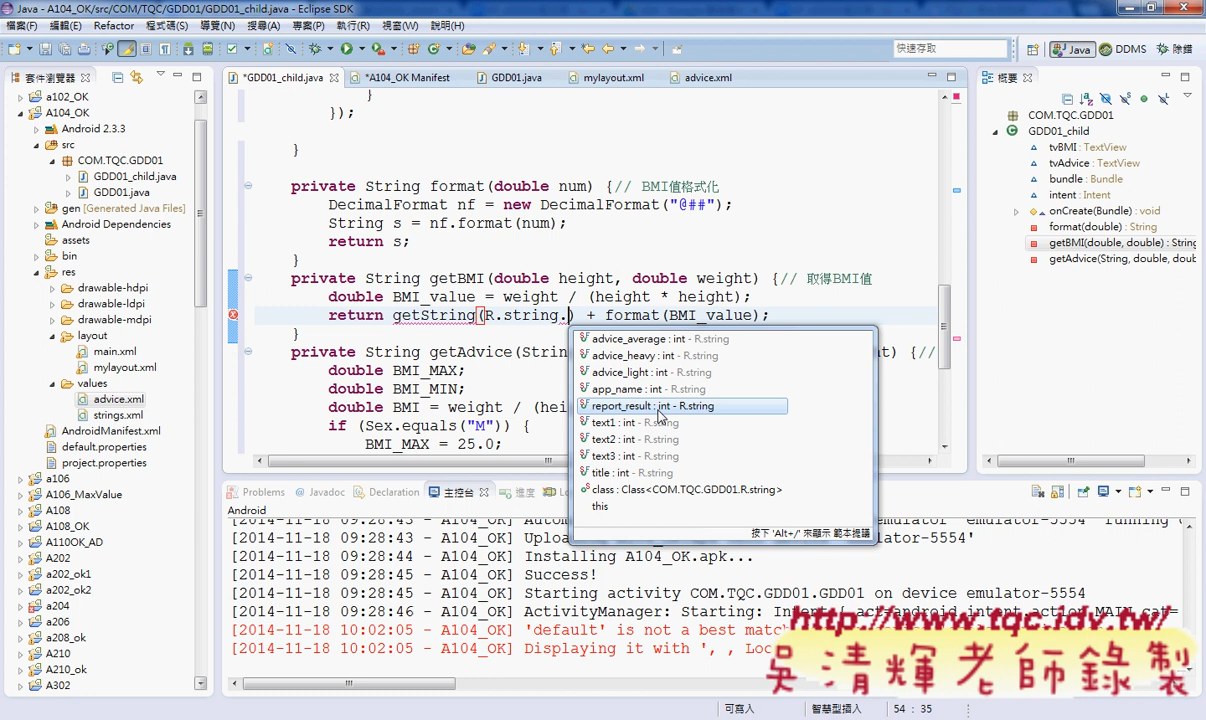 Java - A104_OK/src/COM/TQC/GDD01/GDD01_child.java - Eclipse SDK
檔案(F) 編輯(E) Refactor 程式碼(S) 導覽(N) 搜尋(A) 專案(P) 執行(R) 視窗(W) 說明(H)
快速存取
Java
DDMS
除錯
套件瀏覽器
a102_OK
A104_OK
Android 2.3.3
src
COM.TQC.GDD01
GDD01_child.java
GDD01.java
gen [Generated Java Files]
Android Dependencies
assets
bin
res
drawable-hdpi
drawable-ldpi
drawable-mdpi
layout
main.xml
mylayout.xml
values
advice.xml
strings.xml
AndroidManifest.xml
default.properties
project.properties
a106
A106_MaxValue
A108
A108_OK
A110OK_AD
A202
a202_ok1
a202_ok2
a204
a206
a208_ok
A210
A210_ok
A302
*GDD01_child.java
*A104_OK Manifest
GDD01.java
mylayout.xml
advice.xml
}
});
}
private String format(double num) {// BMI值格式化
DecimalFormat nf = new DecimalFormat("@##");
String s = nf.format(num);
return s;
}
private String getBMI(double height, double weight) {// 取得BMI值
double BMI_value = weight / (height * height);
return getString(R.string.) + format(BMI_value);
}
private String getAdvice(Strin
t) {//
double BMI_MAX;
double BMI_MIN;
double BMI = weight / (hei
if (Sex.equals("M")) {
BMI_MAX = 25.0;
advice_average : int - R.string
advice_heavy : int - R.string
advice_light : int - R.string
app_name : int - R.string
report_result : int - R.string
text1 : int - R.string
text2 : int - R.string
text3 : int - R.string
title : int - R.string
class : Class<COM.TQC.GDD01.R.string>
this
按下 'Alt+/' 來顯示 範本提議
概要
COM.TQC.GDD01
GDD01_child
tvBMI : TextView
tvAdvice : TextView
bundle : Bundle
intent : Intent
onCreate(Bundle) : void
format(double) : String
getBMI(double, double) : String
getAdvice(String, double, doub
Problems
Javadoc
Declaration
主控台
進度
Android
[2014-11-18 09:28:43 - A104_OK] Uploa
ulator-5554'
[2014-11-18 09:28:44 - A104_OK] Installing A104_OK.apk...
[2014-11-18 09:28:45 - A104_OK] Success!
[2014-11-18 09:28:45 - A104_OK] Starting activity COM.TQC.GDD01.GDD01 on device emulator-5554
[2014-11-18 09:28:46 - A104_OK] ActivityManager: Starting: Intent { act=android.intent.action.MAIN cat=
[2014-11-18 10:02:05 - A104_OK] 'default' is not a best match
[2014-11-18 10:02:05 - A104_OK] Displaying it with ', , Loc
http://www.tqc.idv.tw/
吳清輝老師錄製
可寫入
智慧型插入
54 : 35